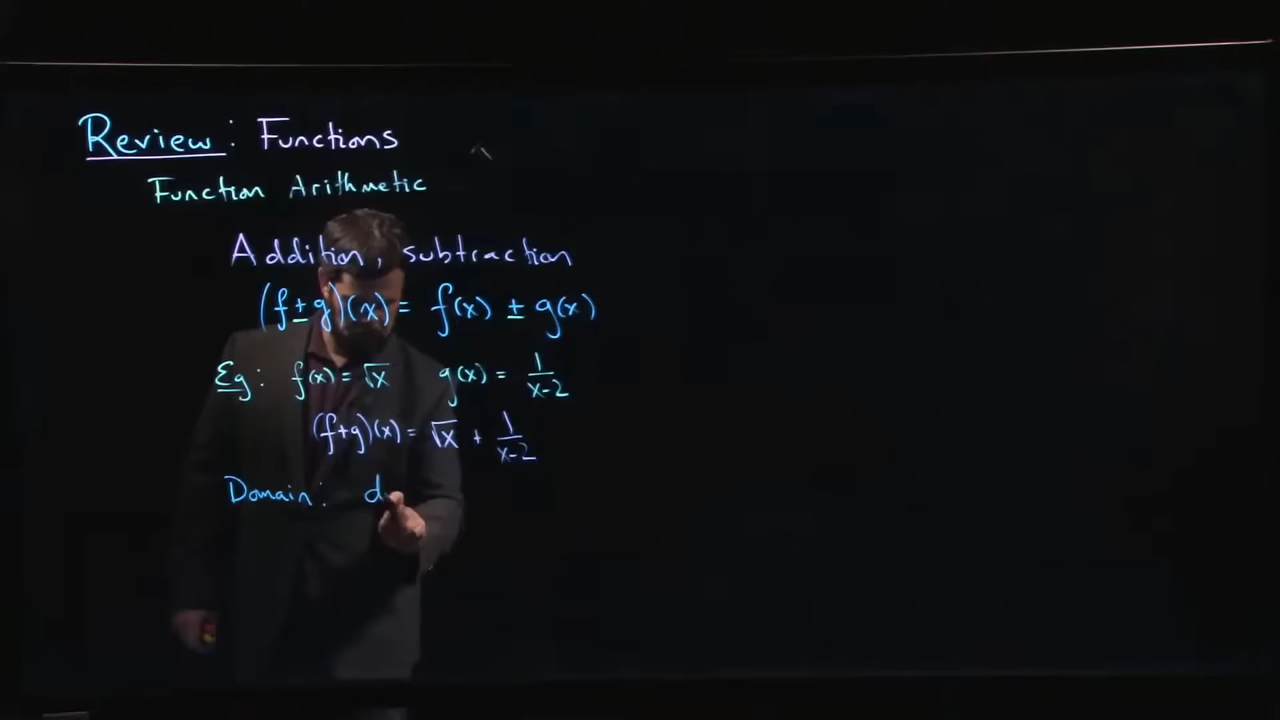 Review: Functions
Function Arithmetic
Addition, subtraction
(f±g)(x) = f(x) ± g(x)
Eg: f(x) = √x g(x) = 1/(x-2)
(f+g)(x) = √x + 1/(x-2)
Domain: d